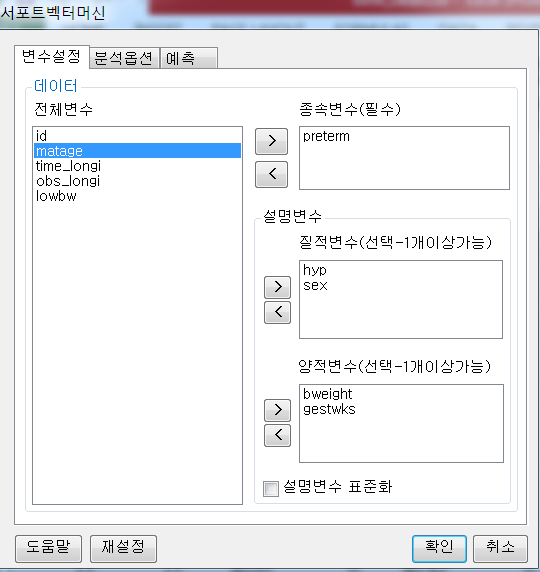 서포트벡터머신
변수설정 분석옵션 예측
데이터
전체변수
id
matage
time_longi
obs_longi
lowbw
>
<
종속변수(필수)
preterm
설명변수
질적변수(선택-1개이상가능)
>
<
hyp
sex
양적변수(선택-1개이상가능)
>
<
bweight
gestwks
설명변수 표준화
도움말 재설정 확인 취소